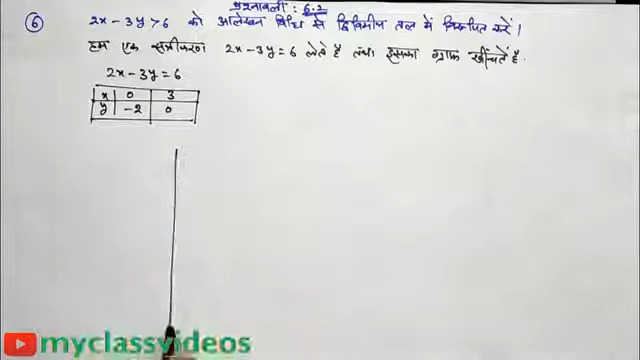 प्रश्नावली : 6.2
6 2x - 3y > 6 को आलेखन विधि से द्विविमीय तल में निरूपित करें।
हम एक समीकरण 2x - 3y = 6 लेते है तथा इसका ग्राफ खींचते है.
2x - 3y = 6
x 0 3
y -2 0
myclassvideos